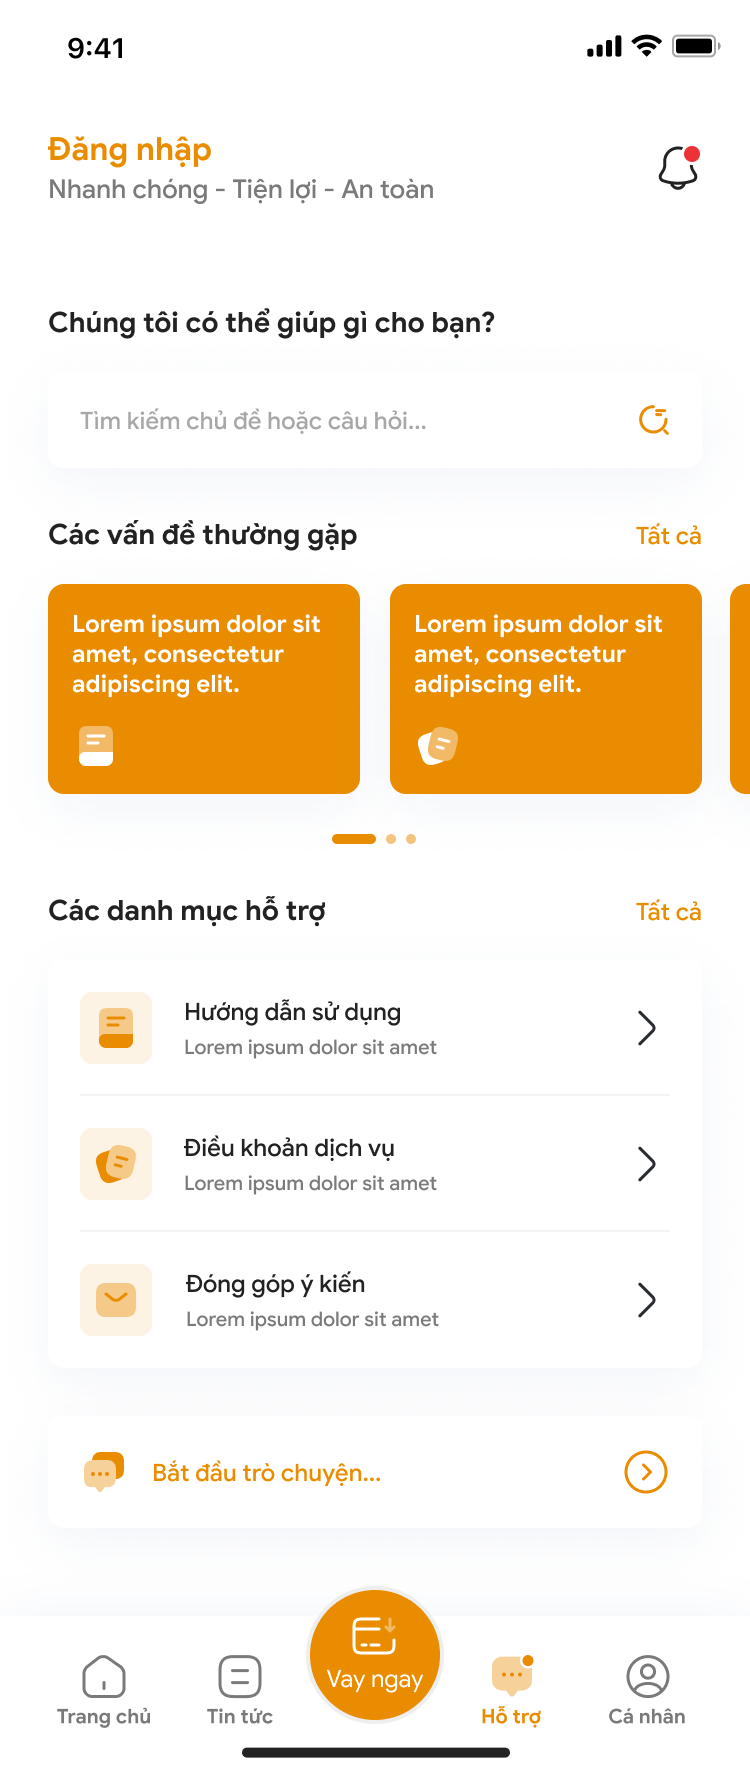 9:41
Đăng nhập
Nhanh chóng - Tiện lợi - An toàn
Chúng tôi có thể giúp gì cho bạn?
Tìm kiếm chủ đề hoặc câu hỏi...
Các vấn đề thường gặp
Tất cả
Lorem ipsum dolor sit
amet, consectetur
adipiscing elit.
Lorem ipsum dolor sit
amet, consectetur
adipiscing elit.
Các danh mục hỗ trợ
Tất cả
Hướng dẫn sử dụng
Lorem ipsum dolor sit amet
Điều khoản dịch vụ
Lorem ipsum dolor sit amet
Đóng góp ý kiến
Lorem ipsum dolor sit amet
Bắt đầu trò chuyện...
Trang chủ
Tin tức
Vay ngay
Hỗ trợ
Cá nhân